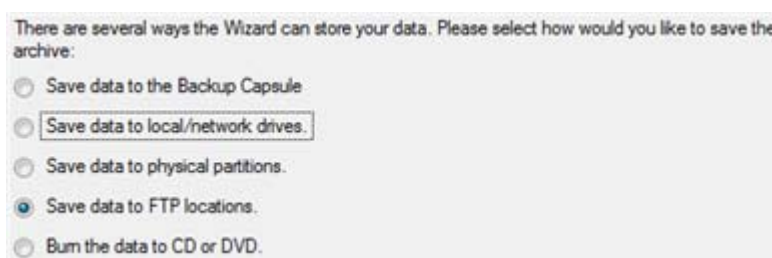 There are several ways the Wizard can store your data. Please select how would you like to save the
archive:
Save data to the Backup Capsule
Save data to local/network drives.
Save data to physical partitions.
Save data to FTP locations.
Burn the data to CD or DVD.